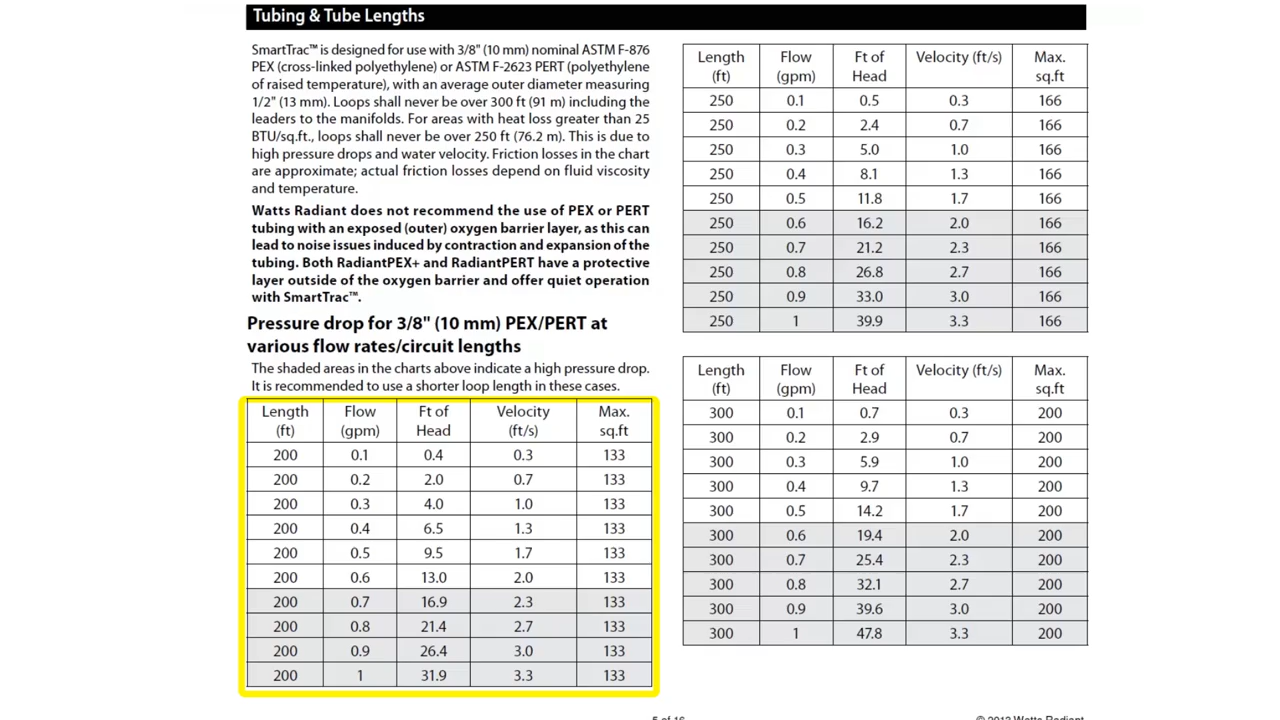 Tubing & Tube Lengths
SmartTrac™ is designed for use with 3/8" (10 mm) nominal ASTM F-876
PEX (cross-linked polyethylene) or ASTM F-2623 PERT (polyethylene
of raised temperature), with an average outer diameter measuring
1/2" (13 mm). Loops shall never be over 300 ft (91 m) including the
leaders to the manifolds. For areas with heat loss greater than 25
BTU/sq.ft., loops shall never be over 250 ft (76.2 m). This is due to
high pressure drops and water velocity. Friction losses in the chart
are approximate; actual friction losses depend on fluid viscosity
and temperature.
Watts Radiant does not recommend the use of PEX or PERT
tubing with an exposed (outer) oxygen barrier layer, as this can
lead to noise issues induced by contraction and expansion of the
tubing. Both RadiantPEX+ and RadiantPERT have a protective
layer outside of the oxygen barrier and offer quiet operation
with SmartTrac™.
Pressure drop for 3/8" (10 mm) PEX/PERT at
various flow rates/circuit lengths
The shaded areas in the charts above indicate a high pressure drop.
It is recommended to use a shorter loop length in these cases.
Length Flow Ft of Velocity Max.
(ft) (gpm) Head (ft/s) sq.ft
200 0.1 0.4 0.3 133
200 0.2 2.0 0.7 133
200 0.3 4.0 1.0 133
200 0.4 6.5 1.3 133
200 0.5 9.5 1.7 133
200 0.6 13.0 2.0 133
200 0.7 16.9 2.3 133
200 0.8 21.4 2.7 133
200 0.9 26.4 3.0 133
200 1 31.9 3.3 133
Length Flow Ft of Velocity (ft/s) Max.
(ft) (gpm) Head sq.ft
250 0.1 0.5 0.3 166
250 0.2 2.4 0.7 166
250 0.3 5.0 1.0 166
250 0.4 8.1 1.3 166
250 0.5 11.8 1.7 166
250 0.6 16.2 2.0 166
250 0.7 21.2 2.3 166
250 0.8 26.8 2.7 166
250 0.9 33.0 3.0 166
250 1 39.9 3.3 166
Length Flow Ft of Velocity (ft/s) Max.
(ft) (gpm) Head sq.ft
300 0.1 0.7 0.3 200
300 0.2 2.9 0.7 200
300 0.3 5.9 1.0 200
300 0.4 9.7 1.3 200
300 0.5 14.2 1.7 200
300 0.6 19.4 2.0 200
300 0.7 25.4 2.3 200
300 0.8 32.1 2.7 200
300 0.9 39.6 3.0 200
300 1 47.8 3.3 200
5 of 16 © 2013 Watts Radiant